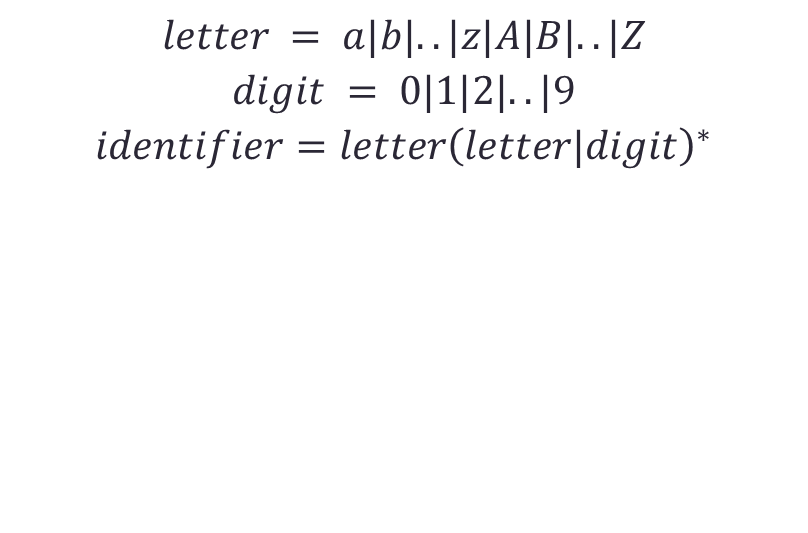 letter = a|b|..|z|A|B|..|Z
digit = 0|1|2|..|9
identifier = letter(letter|digit)*